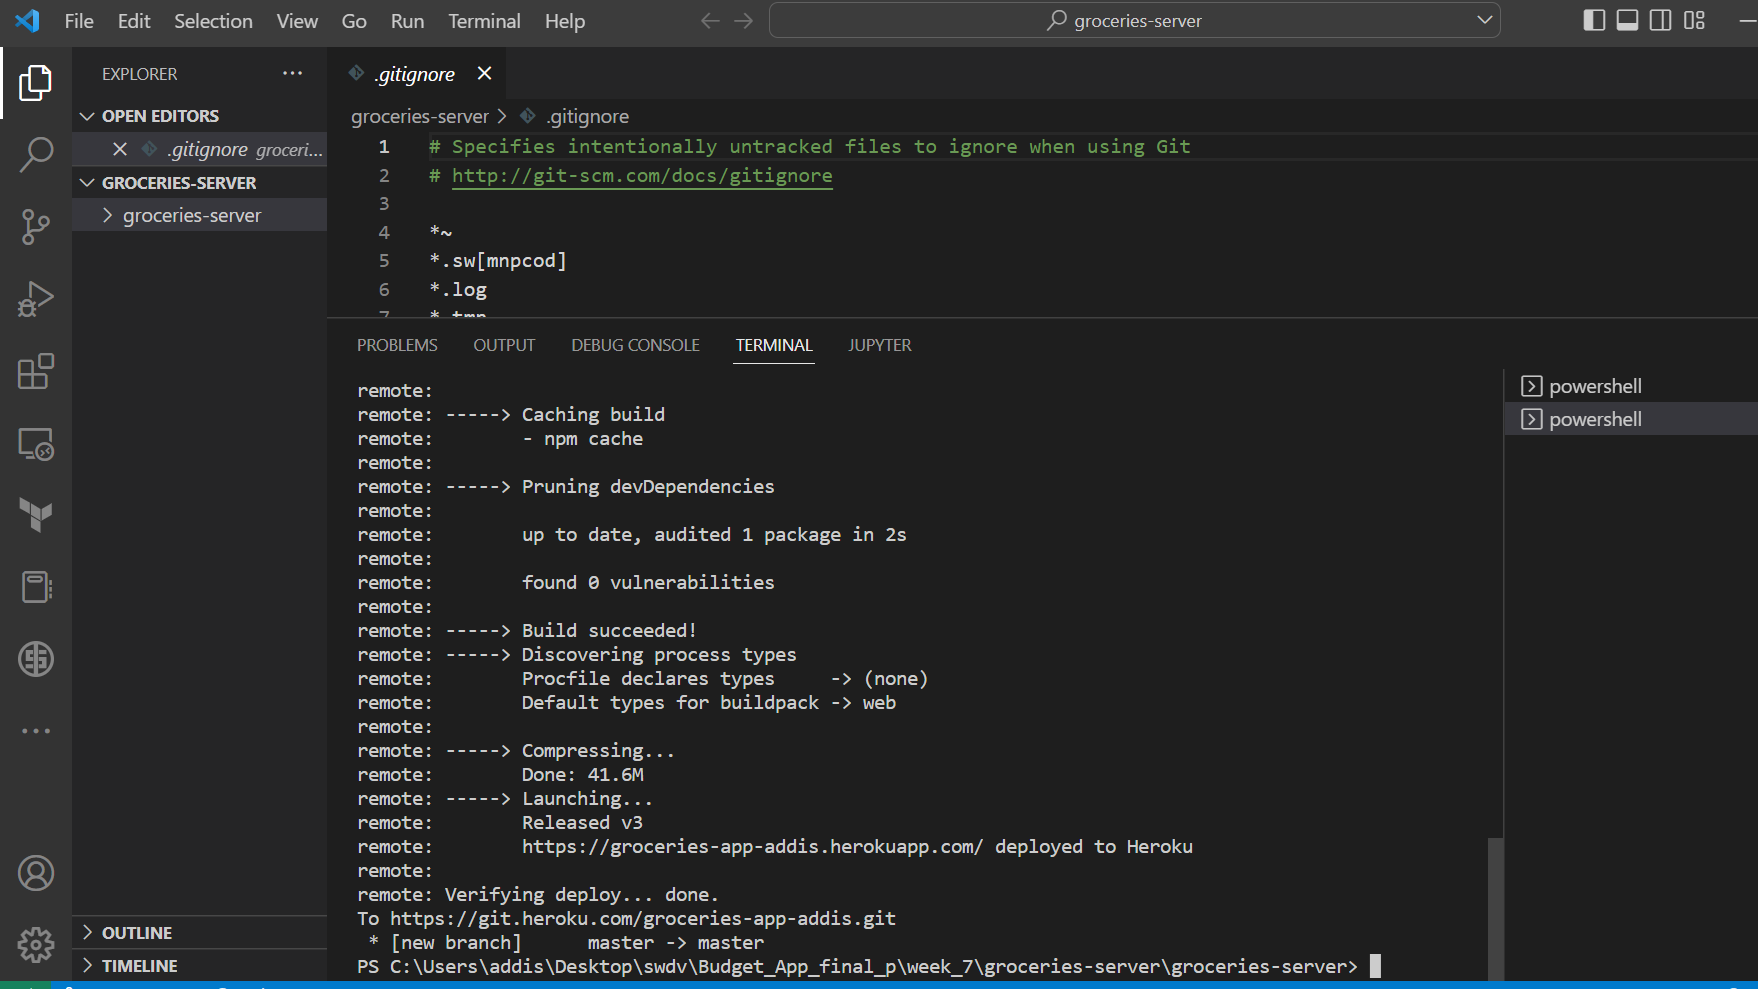 File Edit Selection View Go Run Terminal Help
groceries-server
EXPLORER
OPEN EDITORS
.gitignore groceri...
GROCERIES-SERVER
groceries-server
OUTLINE
TIMELINE
.gitignore
groceries-server > .gitignore
1 # Specifies intentionally untracked files to ignore when using Git
2 # http://git-scm.com/docs/gitignore
3
4 *~
5 *.sw[mnpcod]
6 *.log
7 *.tmp
PROBLEMS OUTPUT DEBUG CONSOLE TERMINAL JUPYTER
remote:
remote: -----> Caching build
remote:        - npm cache
remote:
remote: -----> Pruning devDependencies
remote:
remote:        up to date, audited 1 package in 2s
remote:
remote:        found 0 vulnerabilities
remote:
remote: -----> Build succeeded!
remote: -----> Discovering process types
remote:        Procfile declares types     -> (none)
remote:        Default types for buildpack -> web
remote:
remote: -----> Compressing...
remote:        Done: 41.6M
remote: -----> Launching...
remote:        Released v3
remote:        https://groceries-app-addis.herokuapp.com/ deployed to Heroku
remote:
remote: Verifying deploy... done.
To https://git.heroku.com/groceries-app-addis.git
 * [new branch]      master -> master
PS C:\Users\addis\Desktop\swdv\Budget_App_final_p\week_7\groceries-server\groceries-server>
powershell
powershell